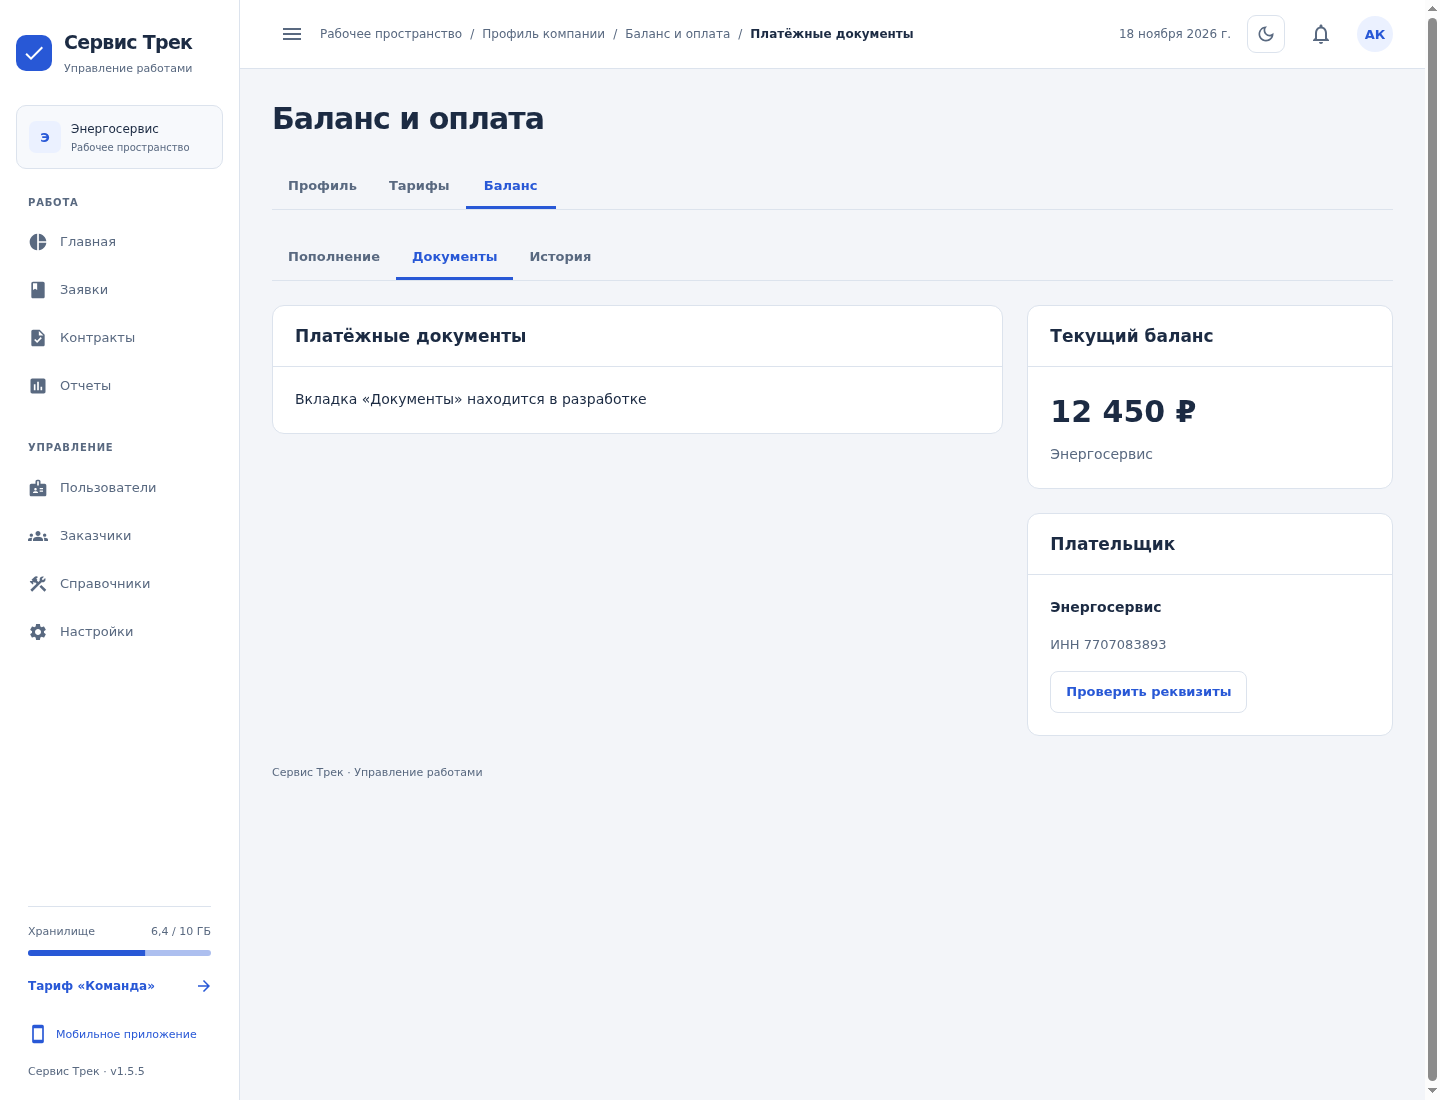 Сервис Трек
Управление работами
Э
Энергосервис
Рабочее пространство
РАБОТА
Главная
Заявки
Контракты
Отчеты
УПРАВЛЕНИЕ
Пользователи
Заказчики
Справочники
Настройки
Хранилище 6,4 / 10 ГБ
Тариф «Команда»
Мобильное приложение
Сервис Трек · v1.5.5
Рабочее пространство / Профиль компании / Баланс и оплата / Платёжные документы
18 ноября 2026 г.
АК
Баланс и оплата
Профиль Тарифы Баланс
Пополнение Документы История
Платёжные документы
Вкладка «Документы» находится в разработке
Текущий баланс
12 450 ₽
Энергосервис
Плательщик
Энергосервис
ИНН 7707083893
Проверить реквизиты
Сервис Трек · Управление работами